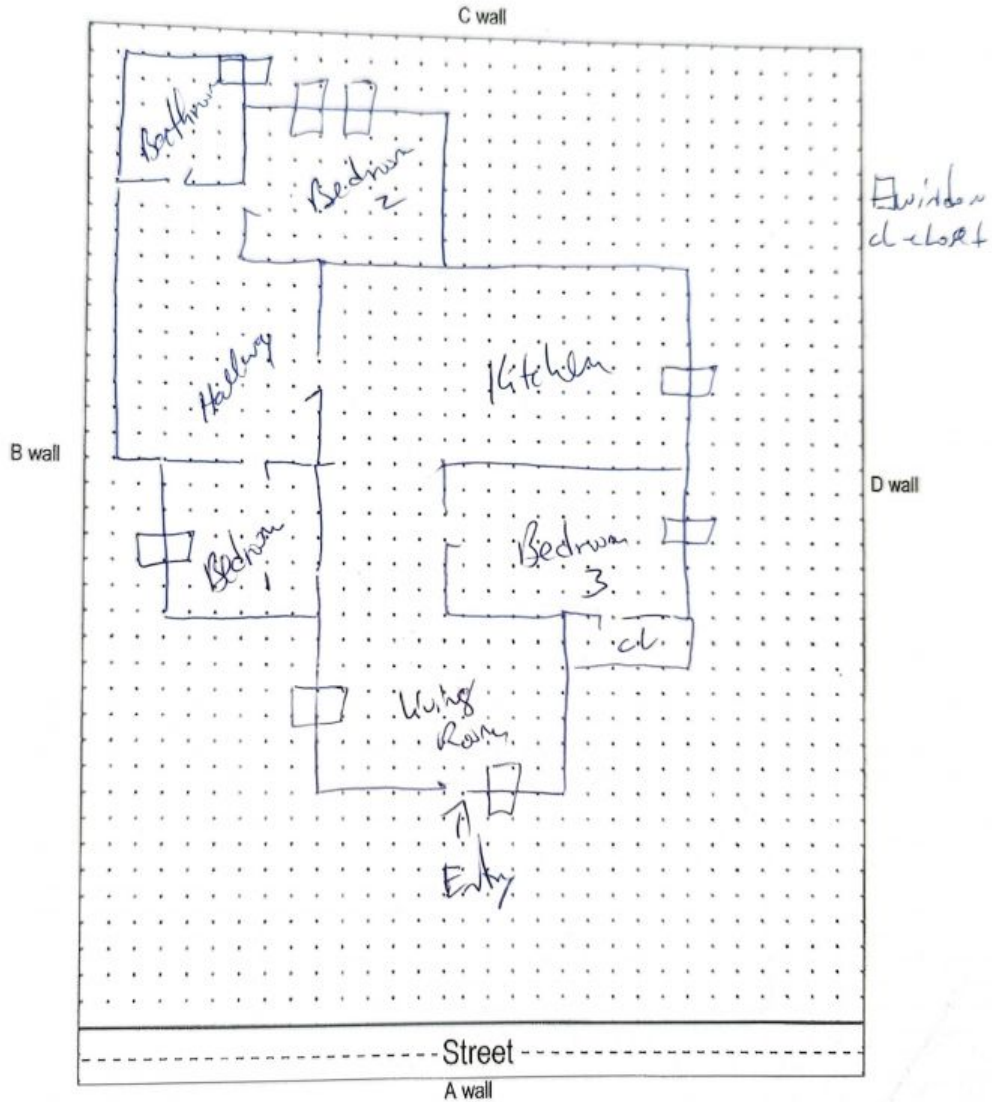 C wall
Bathroom
Bedroom
2
window
cl closet
Hallway
Kitchen
B wall
D wall
Bedroom
1
Bedroom
3
cl.
Living
Room
Entry
Street
A wall